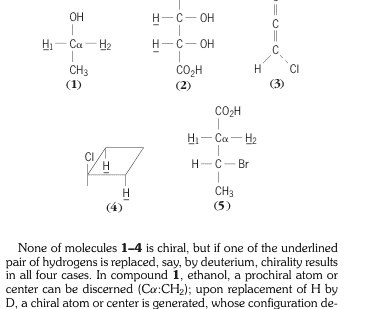 OH
H₁—Cα—H₂
CH₃
(1)
H—C—OH
H—C—OH
CO₂H
(2)
C
C
H Cl
(3)
Cl
H
H
(4)
CO₂H
H₁—Cα—H₂
H—C—Br
CH₃
(5)
None of molecules 1–4 is chiral, but if one of the underlined
pair of hydrogens is replaced, say, by deuterium, chirality results
in all four cases. In compound 1, ethanol, a prochiral atom or
center can be discerned (Cα:CH₂); upon replacement of H by
D, a chiral atom or center is generated, whose configuration de-